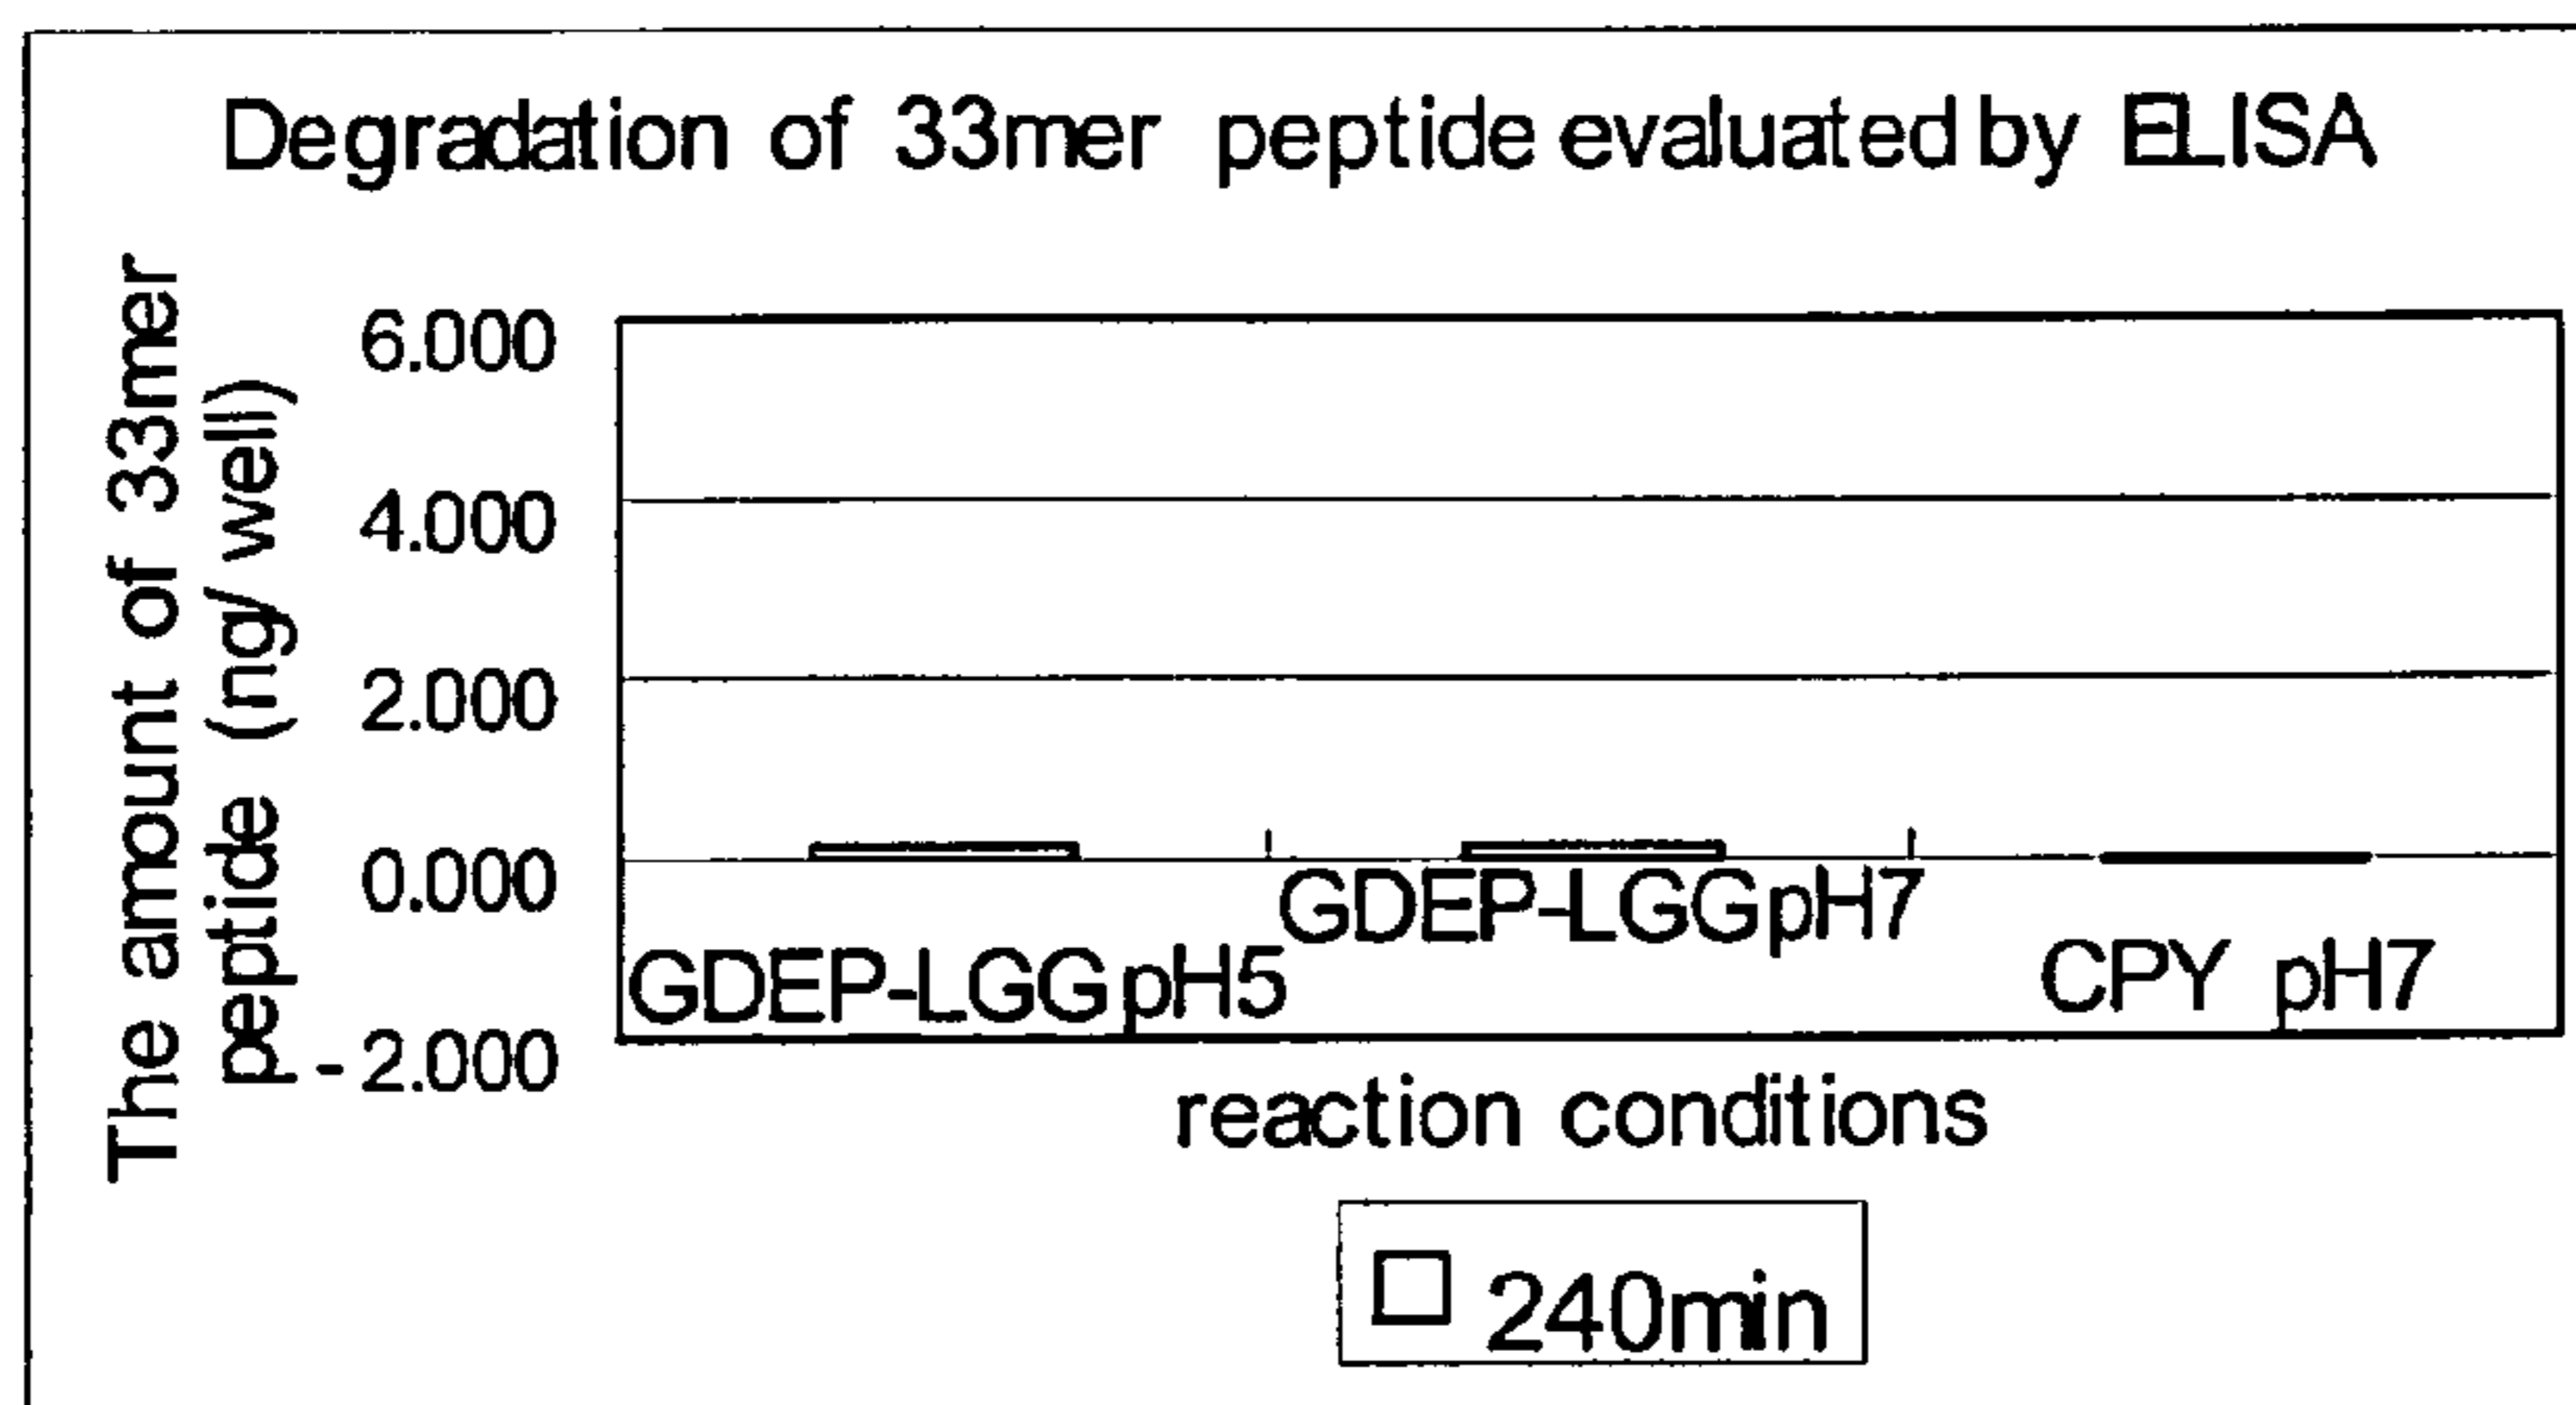 Degradation of 33mer peptide evaluated by ELISA
The amount of 33mer
peptide (ng/well)
6.000
4.000
2.000
0.000
-2.000
GDEP-LGG pH5
GDEP-LGG pH7
CPY pH7
reaction conditions
240min